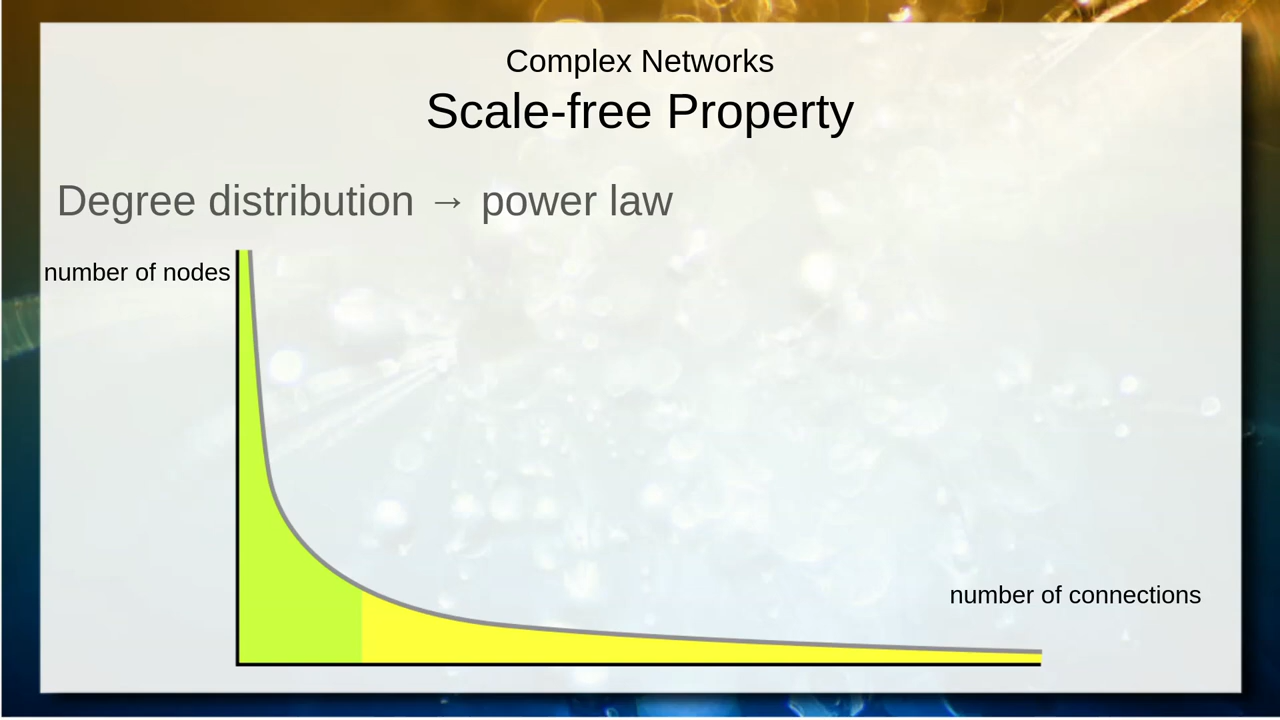 Complex Networks
Scale-free Property
Degree distribution → power law
number of nodes
number of connections